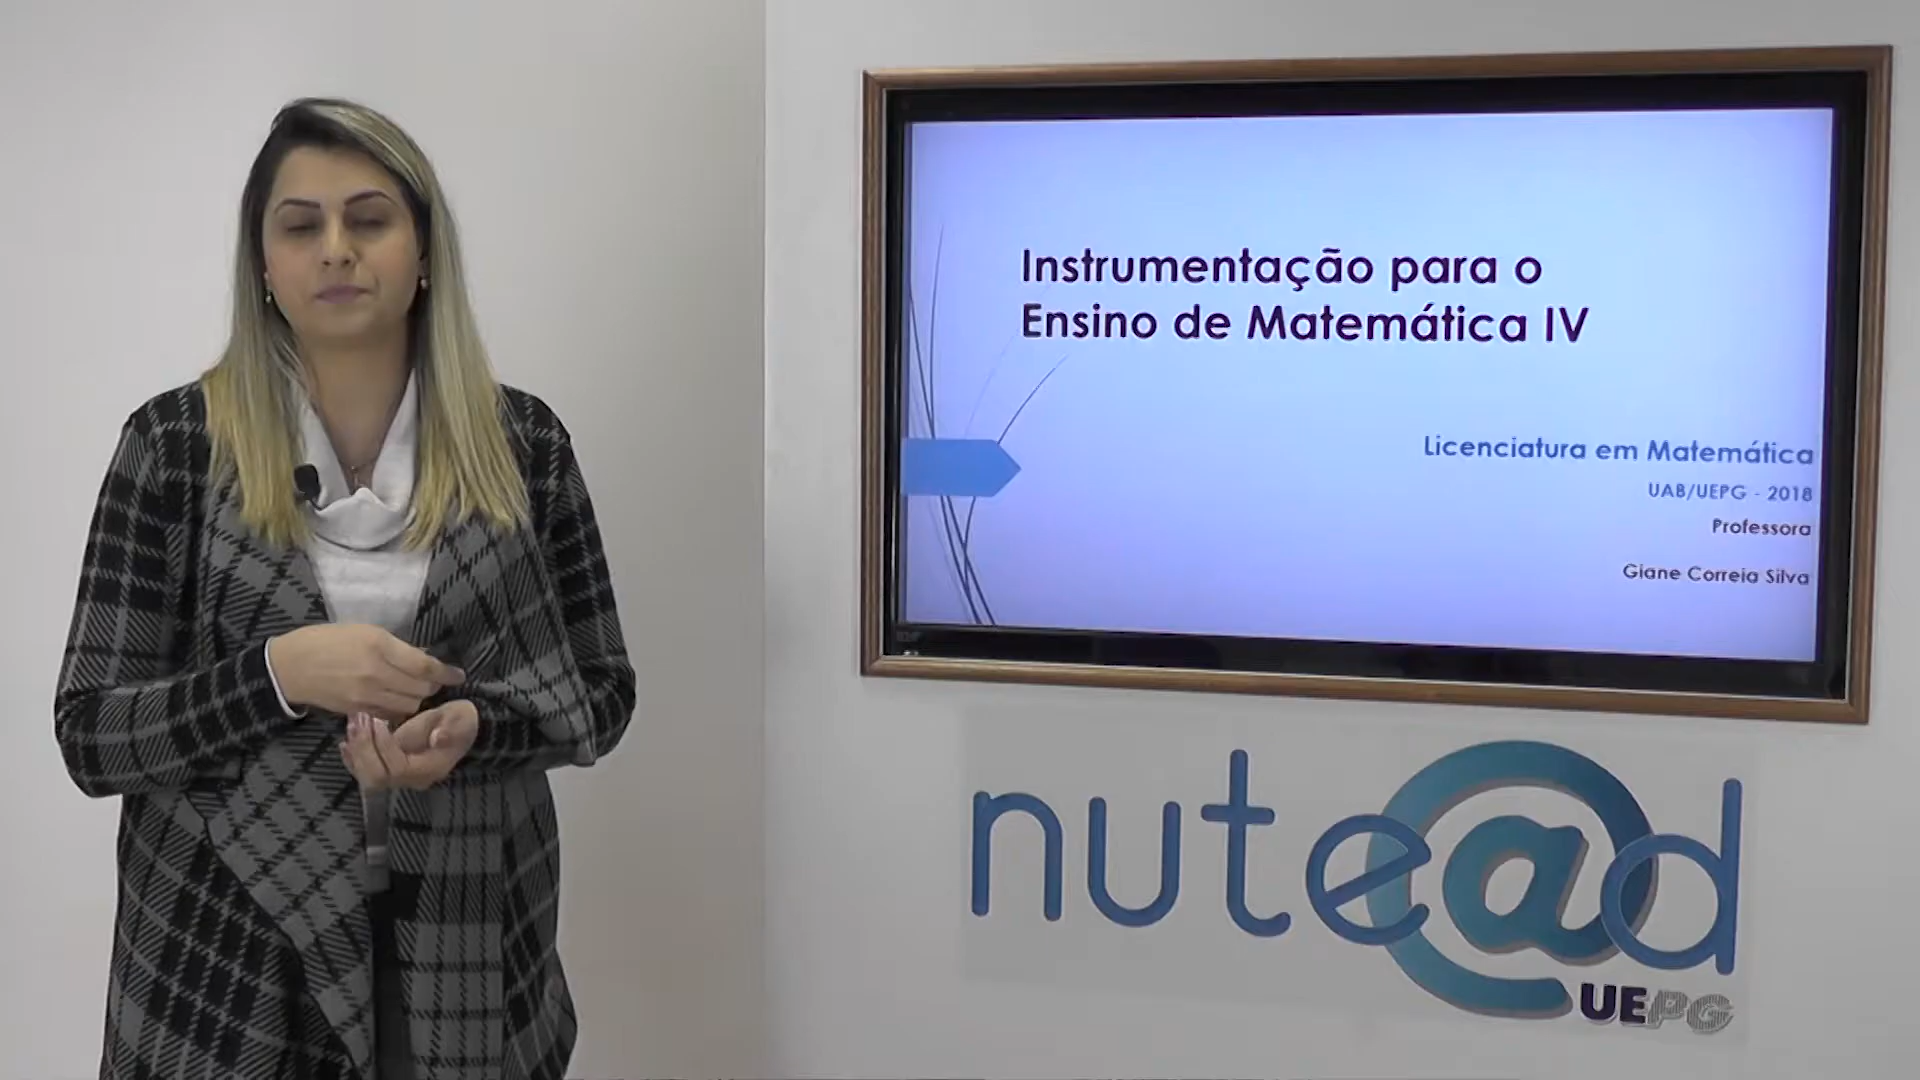 Instrumentação para o
Ensino de Matemática IV
Licenciatura em Matemática
UAB/UEPG - 2018
Professora
Giane Correia Silva
nute@d
UEPG